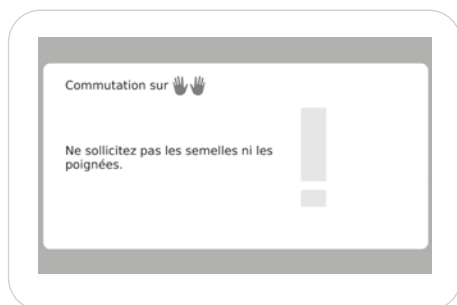 Commutation sur
Ne sollicitez pas les semelles ni les
poignées.